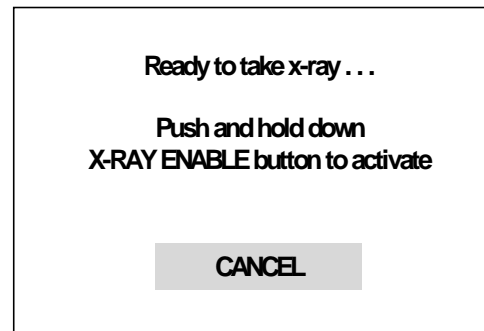 Ready to take x-ray . . .
Push and hold down
X-RAY ENABLE button to activate
CANCEL